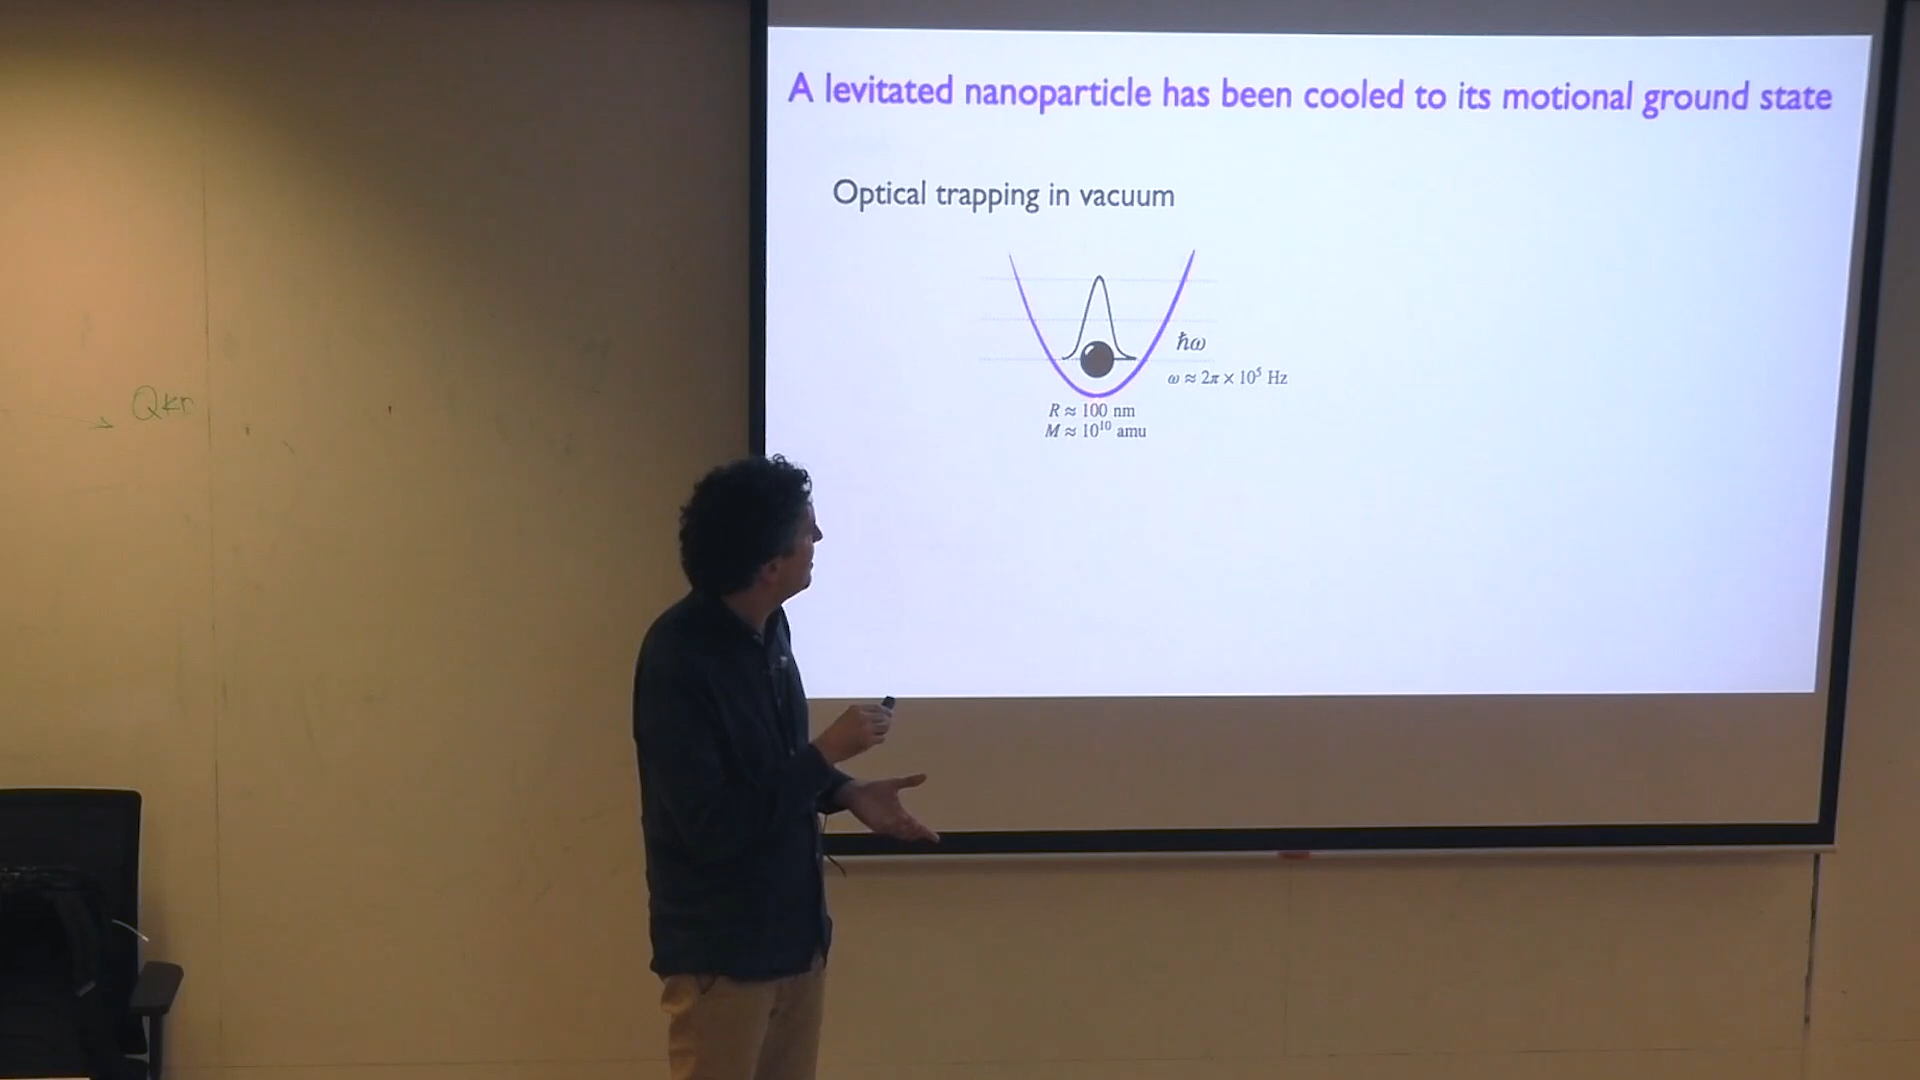 A levitated nanoparticle has been cooled to its motional ground state
Optical trapping in vacuum
ħω
ω ≈ 2π × 10⁵ Hz
R ≈ 100 nm
M ≈ 10¹⁰ amu